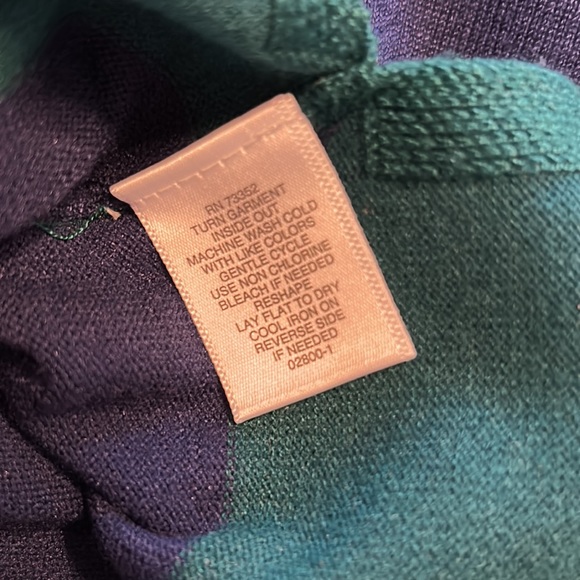 RN 73352
TURN GARMENT
INSIDE OUT
MACHINE WASH COLD
WITH LIKE COLORS
GENTLE CYCLE
USE NON CHLORINE
BLEACH IF NEEDED
RESHAPE
LAY FLAT TO DRY
COOL IRON ON
REVERSE SIDE
IF NEEDED
02800-1